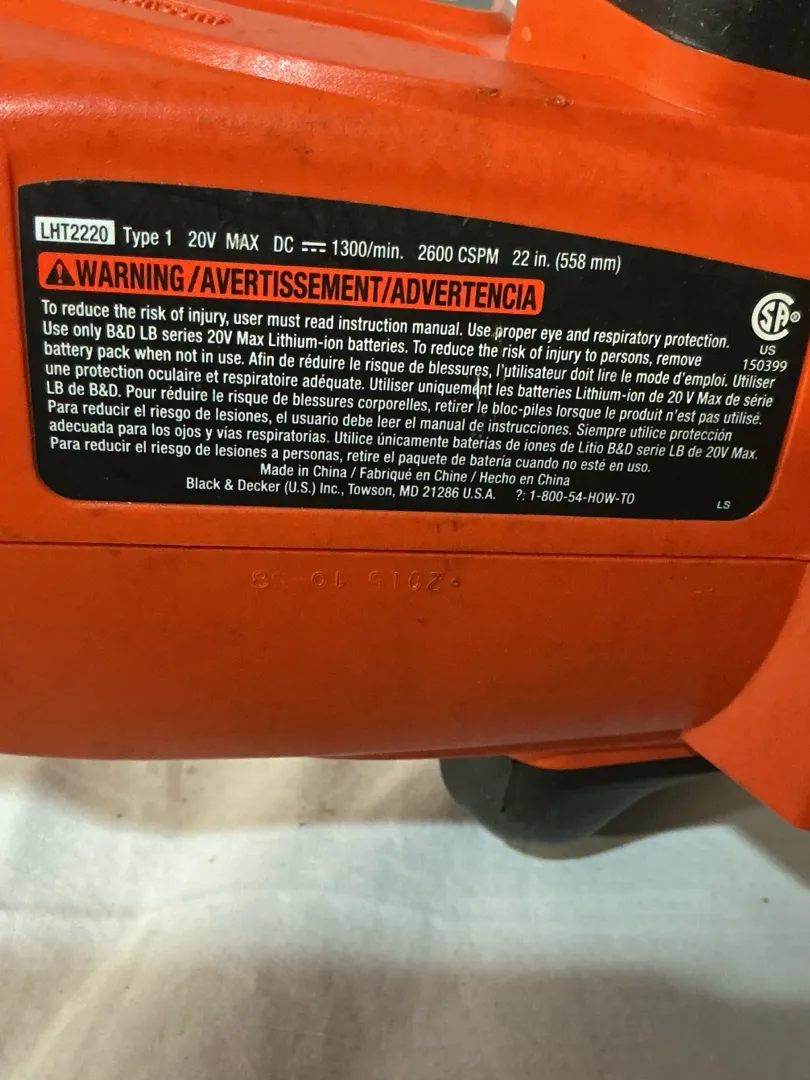 LHT2220 Type 1 20V MAX DC 1300/min. 2600 CSPM 22 in. (558 mm)
WARNING/AVERTISSEMENT/ADVERTENCIA
To reduce the risk of injury, user must read instruction manual. Use proper eye and respiratory protection.
Use only B&D LB series 20V Max Lithium-ion batteries. To reduce the risk of injury to persons, remove
battery pack when not in use. Afin de réduire le risque de blessures, l'utilisateur doit lire le mode d'emploi. Utiliser
une protection oculaire et respiratoire adéquate. Utiliser uniquement les batteries Lithium-ion de 20 V Max de série
LB de B&D. Pour réduire le risque de blessures corporelles, retirer le bloc-piles lorsque le produit n'est pas utilisé.
Para reducir el riesgo de lesiones, el usuario debe leer el manual de instrucciones. Siempre utilice protección
adecuada para los ojos y vías respiratorias. Utilice únicamente baterías de iones de Litio B&D serie LB de 20V Max.
Para reducir el riesgo de lesiones a personas, retire el paquete de batería cuando no esté en uso.
Made in China / Fabriqué en Chine / Hecho en China
Black & Decker (U.S.) Inc., Towson, MD 21286 U.S.A. ?: 1-800-54-HOW-TO
LS
SA®
US
150399
2015 10-58